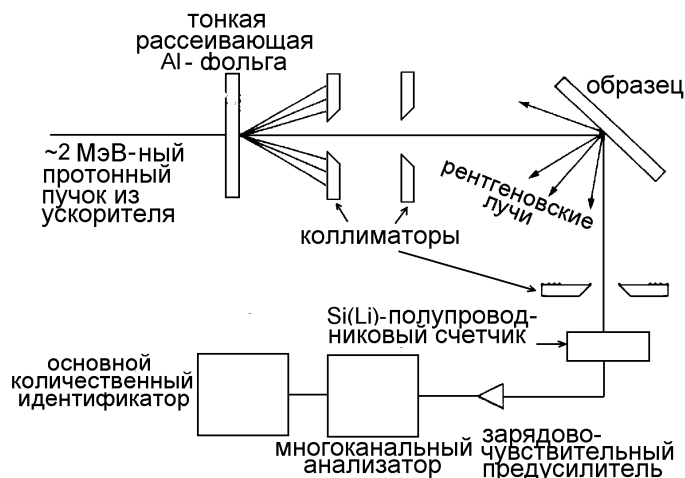 тонкая
рассеивающая
Al- фольга
образец
~2 МэВ-ный
протонный
пучок из
ускорителя
рентгеновские
лучи
коллиматоры
Si(Li)-полупровод-
никовый счетчик
основной
количественный
идентификатор
многоканальный
анализатор
зарядово-
чувствительный
предусилитель